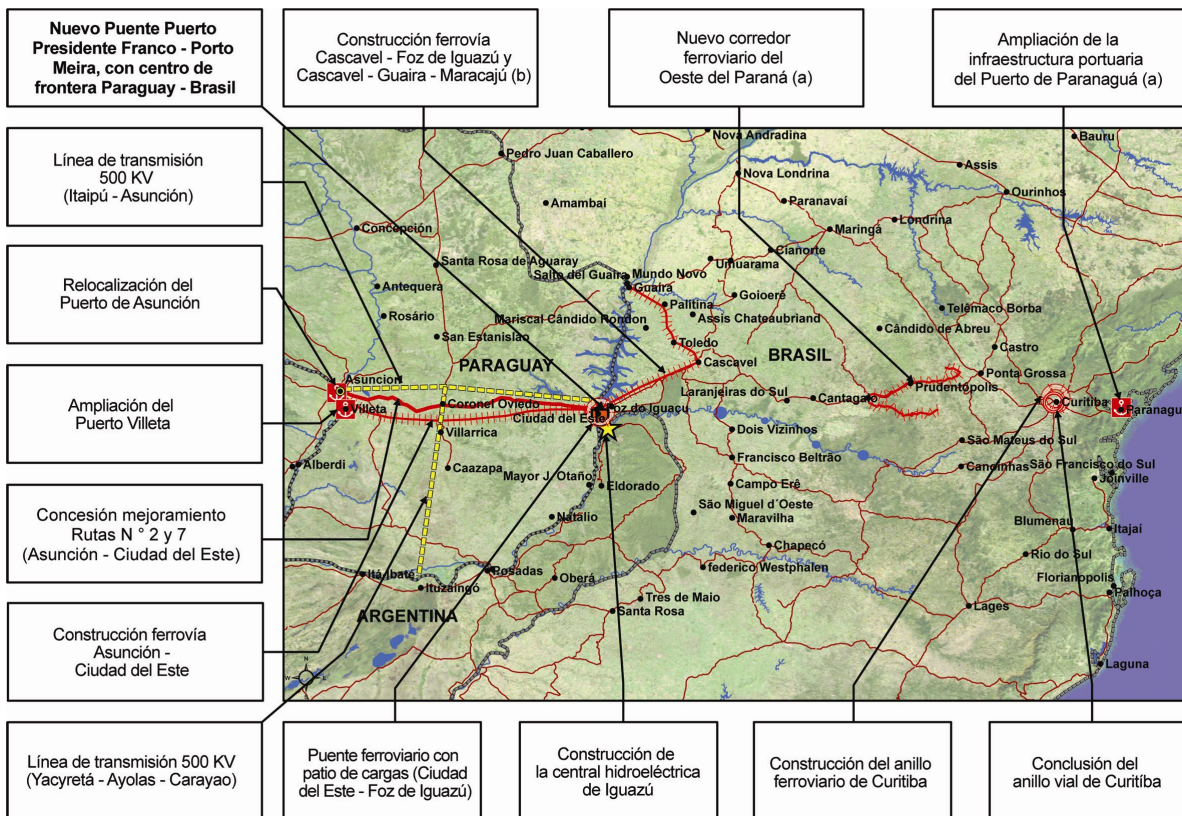 Nuevo Puente Puerto
Presidente Franco - Porto
Meira, con centro de
frontera Paraguay - Brasil
Construcción ferrovía
Cascavel - Foz de Iguazú y
Cascavel - Guaira - Maracajú (b)
Nuevo corredor
ferroviario del
Oeste del Paraná (a)
Ampliación de la
infraestructura portuaria
del Puerto de Paranaguá (a)
Línea de transmisión
500 KV
(Itaipú - Asunción)
Relocalización del
Puerto de Asunción
Ampliación del
Puerto Villeta
Concesión mejoramiento
Rutas N ° 2 y 7
(Asunción - Ciudad del Este)
Construcción ferrovía
Asunción -
Ciudad del Este
Línea de transmisión 500 KV
(Yacyretá - Ayolas - Carayao)
Puente ferroviario con
patio de cargas (Ciudad
del Este - Foz de Iguazú)
Construcción de
la central hidroeléctrica
de Iguazú
Construcción del anillo
ferroviario de Curitiba
Conclusión del
anillo vial de Curitíba
Nova Andradina
Bauru
Pedro Juan Caballero
Assis
Nova Londrina
Ourinhos
Amambaí
Paranavaí
Londrina
Concepción
Maringá
Cianorte
Santa Rosa de Aguaray
Umuarama
Salto del Guaira
Mundo Novo
Guaira
Antequera
Goioerê
Palitina
Telêmaco Borba
Rosário
Mariscal Cândido Rondon
Assis Chateaubriand
Cândido de Abreu
San Estanislao
Toledo
Castro
PARAGUAY
BRASIL
Cascavel
Ponta Grossa
Asuncion
Prudentópolis
Laranjeiras do Sul
Cantagalo
Villeta
Coronel Oviedo
Foz do Iguaçu
Curitiba
Paranagu
Ciudad del Este
Villarrica
Dois Vizinhos
São Mateus do Sul
Alberdi
Caazapa
Francisco Beltrão
Canoinhas
São Francisco do Sul
Mayor J. Otaño
Eldorado
Campo Erê
Joinville
Natalio
São Miguel d´Oeste
Maravilha
Blumenau
Itajaí
Chapecó
Rio do Sul
Itá Ibaté
Posadas
Oberá
federico Westphalen
Florianopolis
Ituzaingó
Palhoça
Tres de Maio
ARGENTINA
Santa Rosa
Lages
Laguna
N
W
E
S